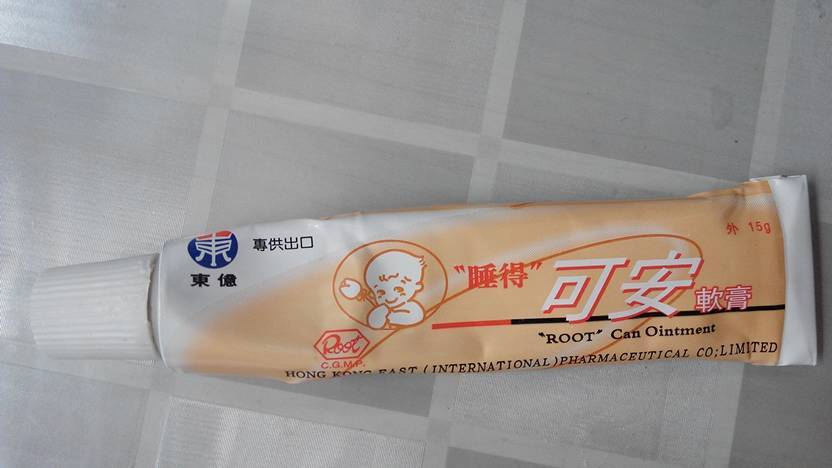 東
東億
專供出口
Root
C.G.M.P.
"睡得"可安軟膏
外 15g
"ROOT" Can Ointment
HONG KONG EAST (INTERNATIONAL) PHARMACEUTICAL CO; LIMITED